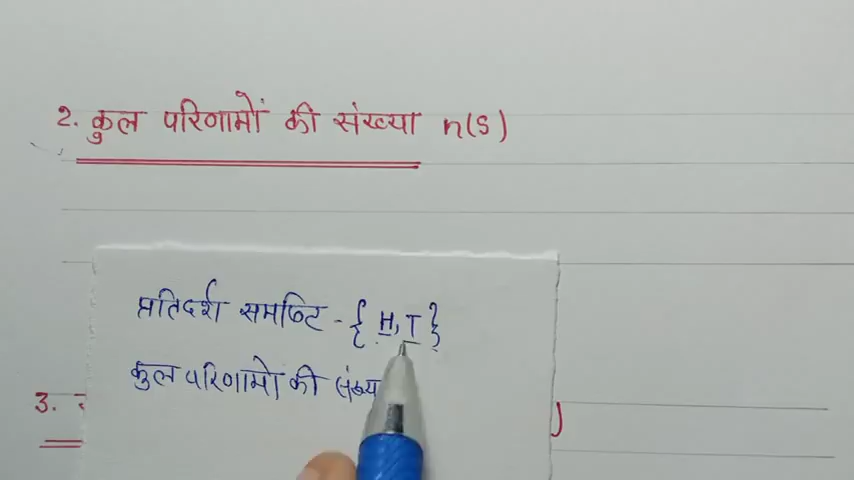 2. कुल परिणामों की संख्या n(S)
प्रतिदर्श समष्टि - { H, T }
कुल परिणामो की संख्य
3.